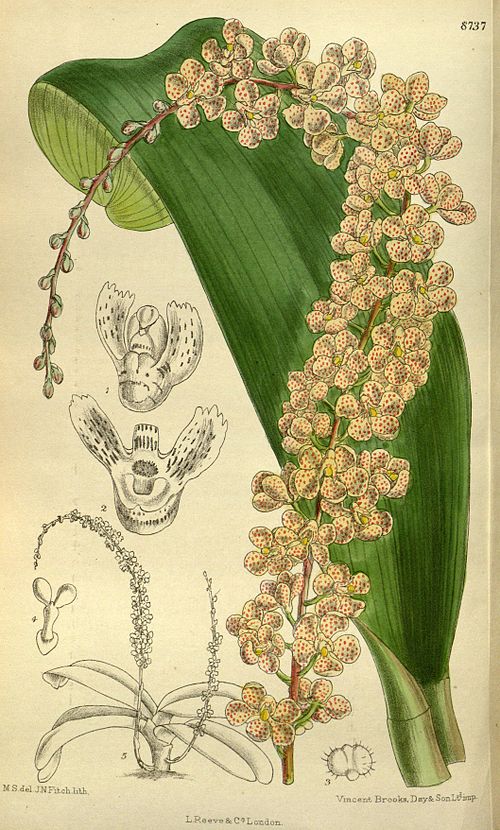 8737
1
2
4
5
3
M.S.del.J.N.Fitch.lith.
Vincent Brooks, Day & Son Ltd imp.
L. Reeve & Co London.